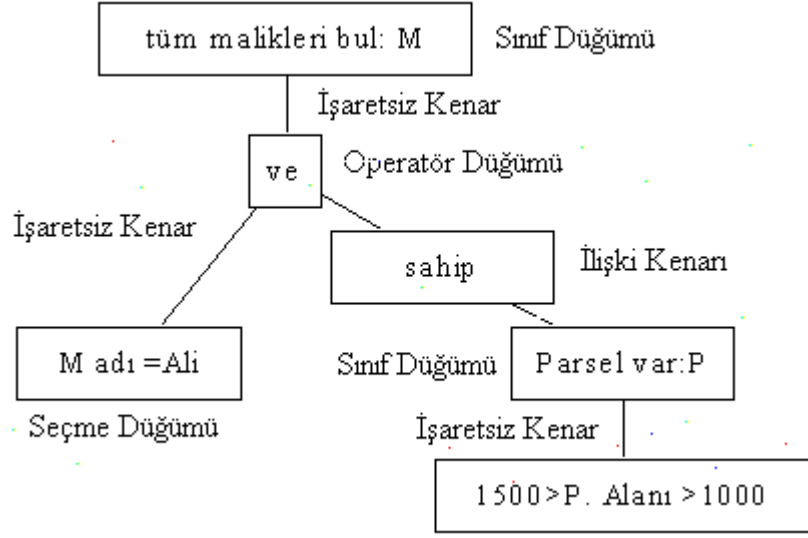 tüm malikleri bul: M
Sınıf Düğümü
İşaretsiz Kenar
ve
Operatör Düğümü
İşaretsiz Kenar
sahip
İlişki Kenarı
M adı =Ali
Sınıf Düğümü
Parsel var:P
Seçme Düğümü
İşaretsiz Kenar
1500>P. Alanı >1000